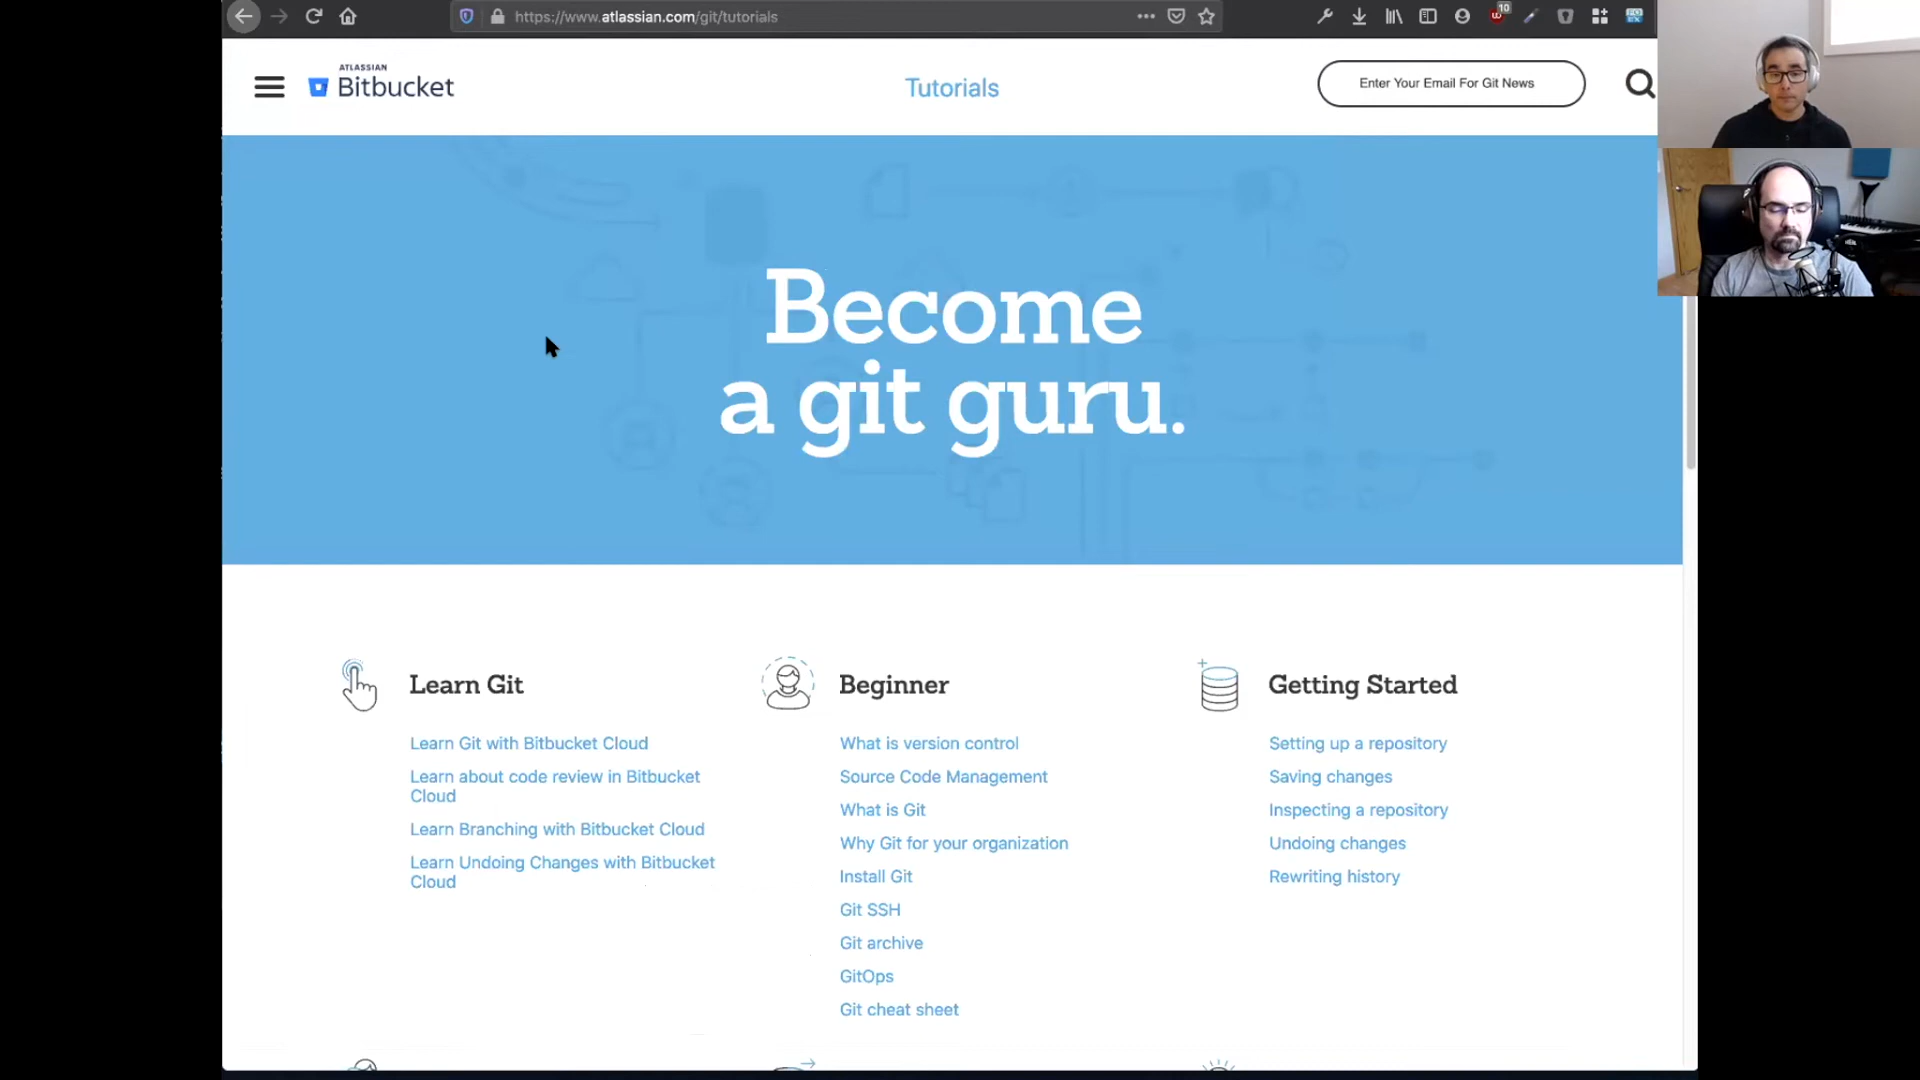 https://www.atlassian.com/git/tutorials
10
ATLASSIAN
Bitbucket
Tutorials
Enter Your Email For Git News
Become
a git guru.
Learn Git
Learn Git with Bitbucket Cloud
Learn about code review in Bitbucket
Cloud
Learn Branching with Bitbucket Cloud
Learn Undoing Changes with Bitbucket
Cloud
Beginner
What is version control
Source Code Management
What is Git
Why Git for your organization
Install Git
Git SSH
Git archive
GitOps
Git cheat sheet
Getting Started
Setting up a repository
Saving changes
Inspecting a repository
Undoing changes
Rewriting history